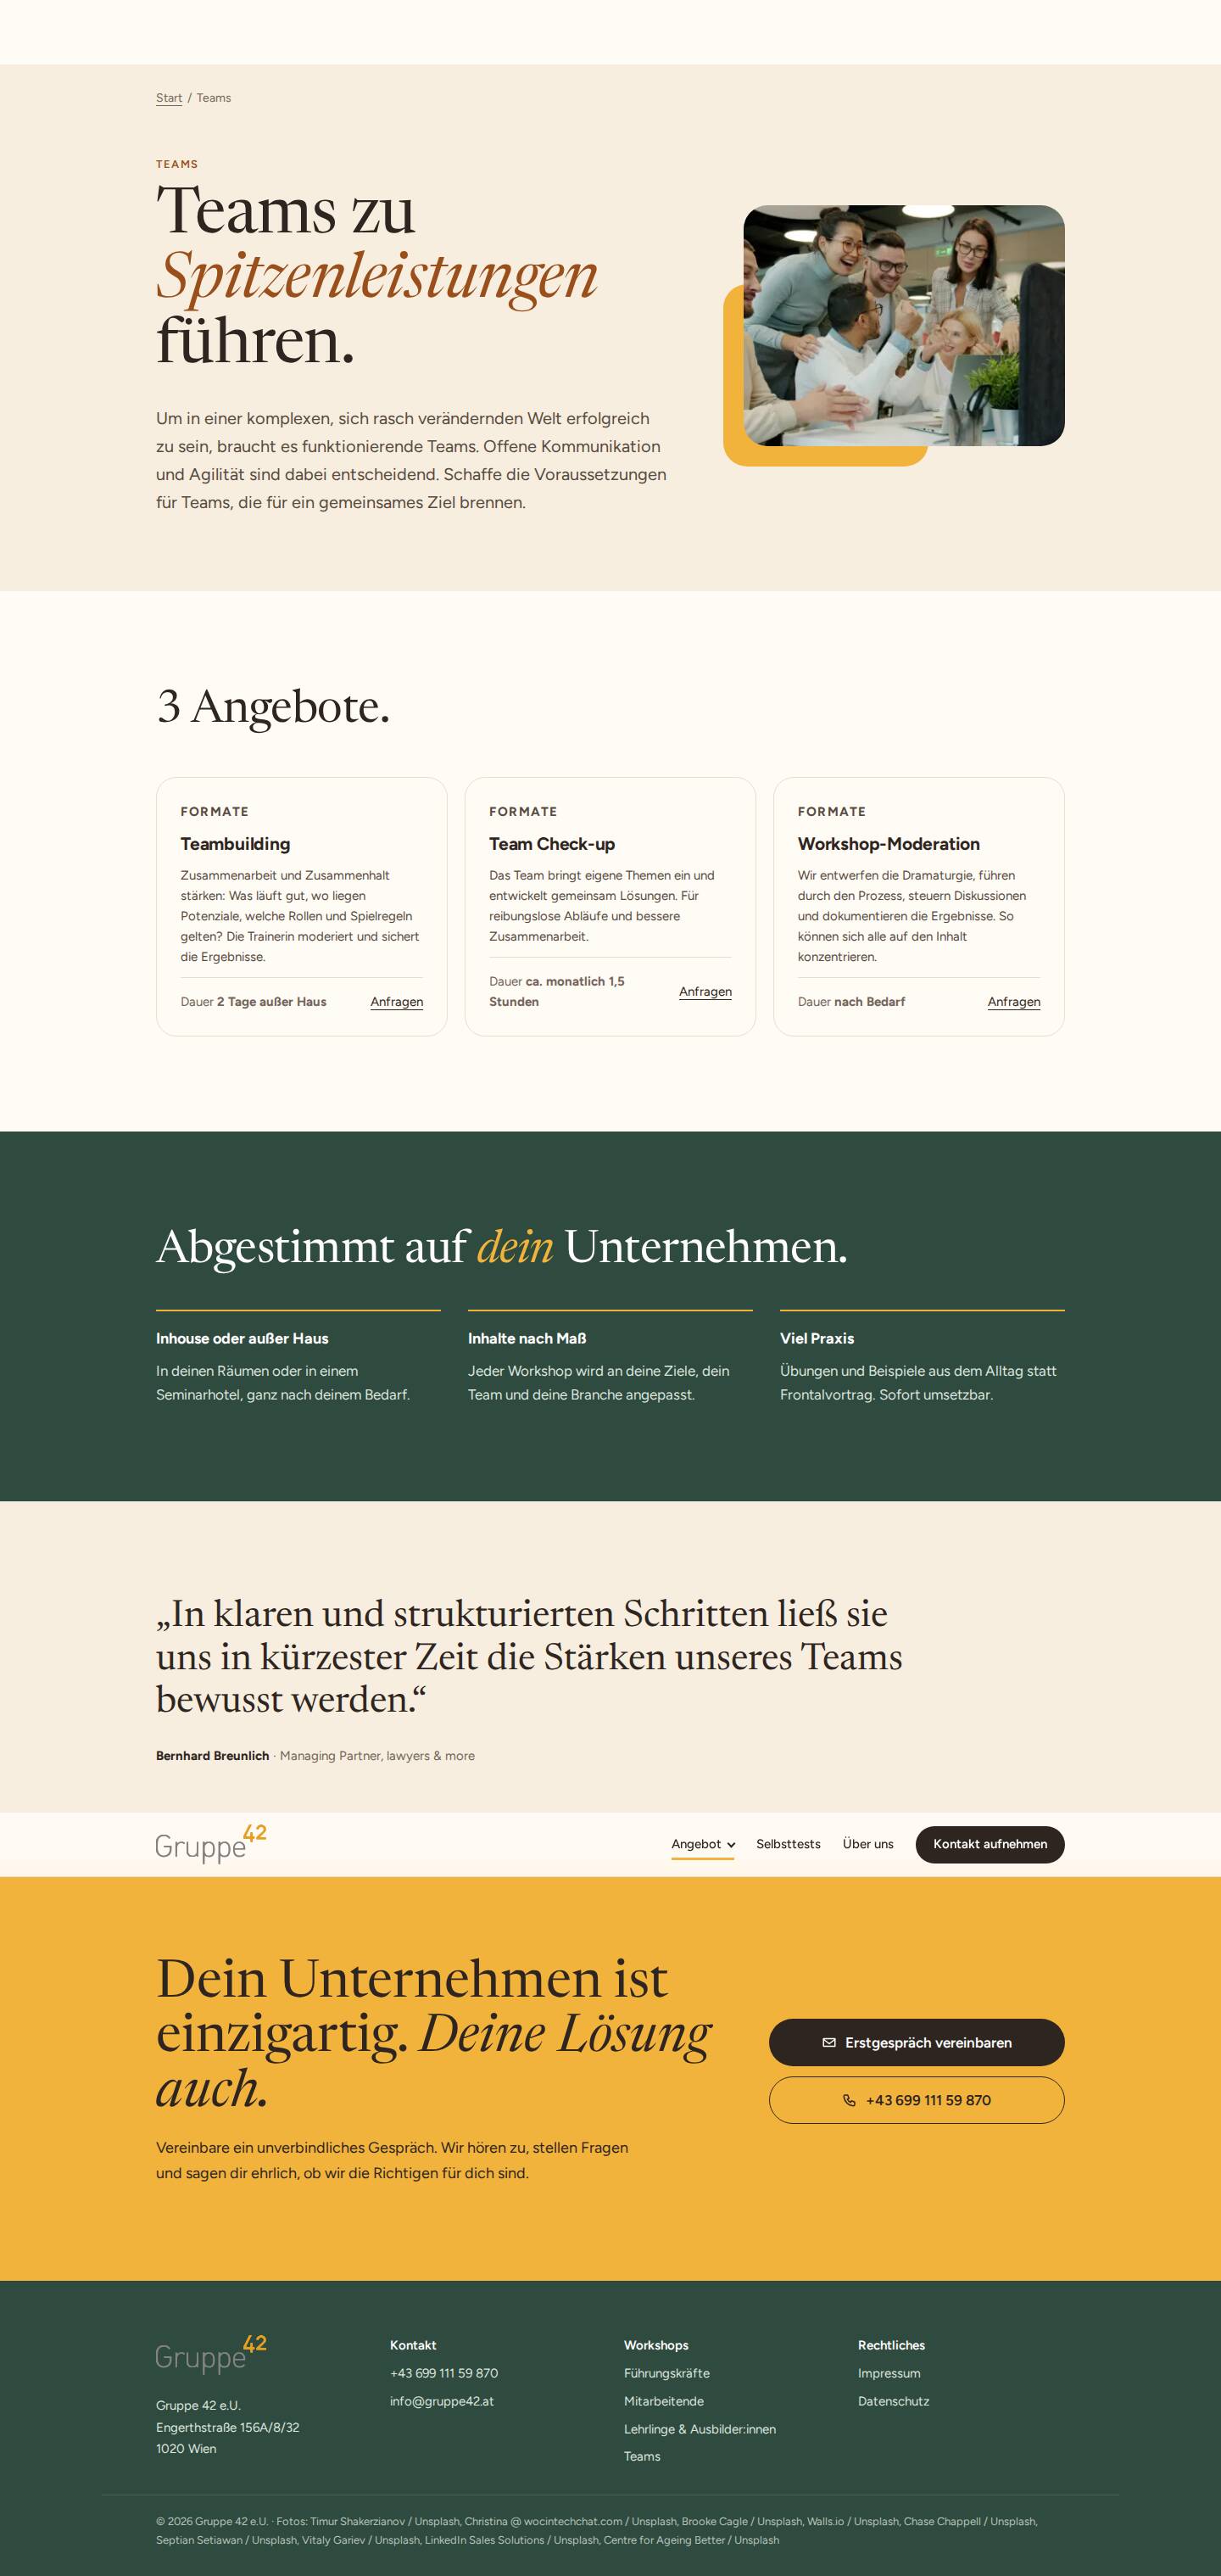 Start / Teams
TEAMS
Teams zu
Spitzenleistungen
führen.
Um in einer komplexen, sich rasch verändernden Welt erfolgreich
zu sein, braucht es funktionierende Teams. Offene Kommunikation
und Agilität sind dabei entscheidend. Schaffe die Voraussetzungen
für Teams, die für ein gemeinsames Ziel brennen.
3 Angebote.
FORMATE
Teambuilding
Zusammenarbeit und Zusammenhalt
stärken: Was läuft gut, wo liegen
Potenziale, welche Rollen und Spielregeln
gelten? Die Trainerin moderiert und sichert
die Ergebnisse.
Dauer 2 Tage außer Haus
Anfragen
FORMATE
Team Check-up
Das Team bringt eigene Themen ein und
entwickelt gemeinsam Lösungen. Für
reibungslose Abläufe und bessere
Zusammenarbeit.
Dauer ca. monatlich 1,5
Stunden
Anfragen
FORMATE
Workshop-Moderation
Wir entwerfen die Dramaturgie, führen
durch den Prozess, steuern Diskussionen
und dokumentieren die Ergebnisse. So
können sich alle auf den Inhalt
konzentrieren.
Dauer nach Bedarf
Anfragen
Abgestimmt auf dein Unternehmen.
Inhouse oder außer Haus
In deinen Räumen oder in einem
Seminarhotel, ganz nach deinem Bedarf.
Inhalte nach Maß
Jeder Workshop wird an deine Ziele, dein
Team und deine Branche angepasst.
Viel Praxis
Übungen und Beispiele aus dem Alltag statt
Frontalvortrag. Sofort umsetzbar.
„In klaren und strukturierten Schritten ließ sie
uns in kürzester Zeit die Stärken unseres Teams
bewusst werden.“
Bernhard Breunlich · Managing Partner, lawyers & more
Gruppe42
Angebot
Selbsttests
Über uns
Kontakt aufnehmen
Dein Unternehmen ist
einzigartig. Deine Lösung
auch.
Vereinbare ein unverbindliches Gespräch. Wir hören zu, stellen Fragen
und sagen dir ehrlich, ob wir die Richtigen für dich sind.
Erstgespräch vereinbaren
+43 699 111 59 870
Gruppe42
Gruppe 42 e.U.
Engerthstraße 156A/8/32
1020 Wien
Kontakt
+43 699 111 59 870
info@gruppe42.at
Workshops
Führungskräfte
Mitarbeitende
Lehrlinge & Ausbilder:innen
Teams
Rechtliches
Impressum
Datenschutz
© 2026 Gruppe 42 e.U. · Fotos: Timur Shakerzianov / Unsplash, Christina @ wocintechchat.com / Unsplash, Brooke Cagle / Unsplash, Walls.io / Unsplash, Chase Chappell / Unsplash,
Septian Setiawan / Unsplash, Vitaly Gariev / Unsplash, LinkedIn Sales Solutions / Unsplash, Centre for Ageing Better / Unsplash